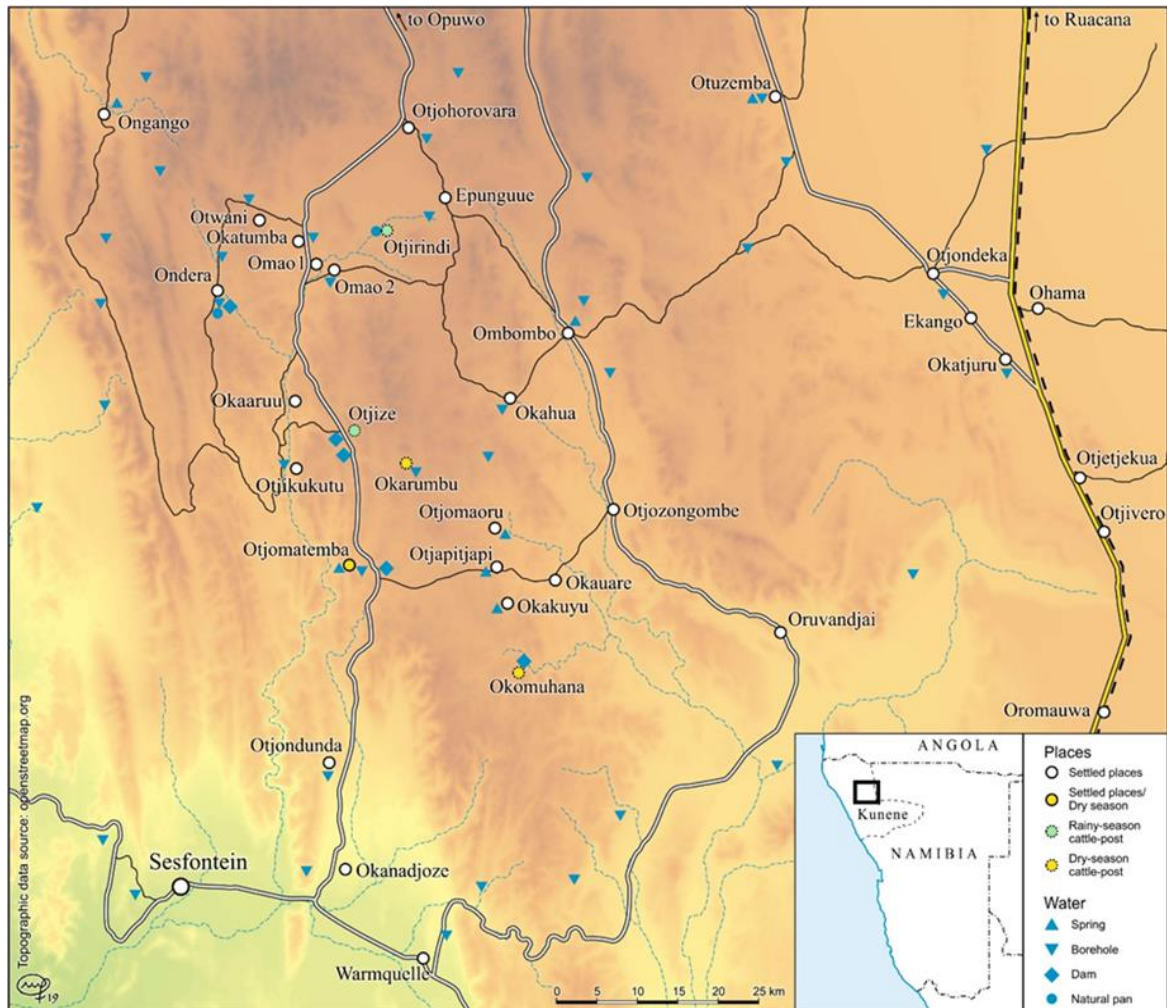 to Opuwo
to Ruacana
Otuzemba
Ongango
Otjohorovara
Epunguue
Otwani
Okatumba
Otjirindi
Omao 1
Omao 2
Ondera
Otjondeka
Ohama
Ombombo
Ekango
Okatjuru
Okaaruu
Okahua
Otjize
Otjikukutu
Okarumbu
Otjetjekua
Otjomaoru
Otjozongombe
Otjivero
Otjomatemba
Otjapitjapi
Okauare
Okakuyu
Oruvandjai
Okomuhana
Oromauwa
Otjondunda
Sesfontein
Okanadjoze
Warmquelle
Topographic data source: openstreetmap.org
19
0 5 10 15 20 25 km
ANGOLA
Kunene
NAMIBIA
Places
Settled places
Settled places/
Dry season
Rainy-season
cattle-post
Dry-season
cattle-post
Water
Spring
Borehole
Dam
Natural pan